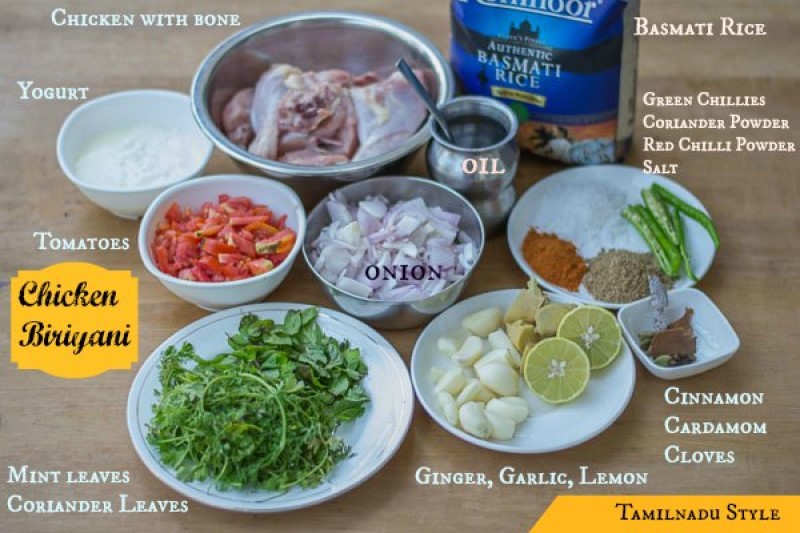 Chicken with bone
Basmati Rice
Yogurt
AUTHENTIC
BASMATI
RICE
Green Chillies
Coriander Powder
Red Chilli Powder
Salt
OIL
Tomatoes
ONION
Chicken
Biriyani
Cinnamon
Cardamom
Cloves
Mint leaves
Coriander Leaves
Ginger, Garlic, Lemon
Tamilnadu Style